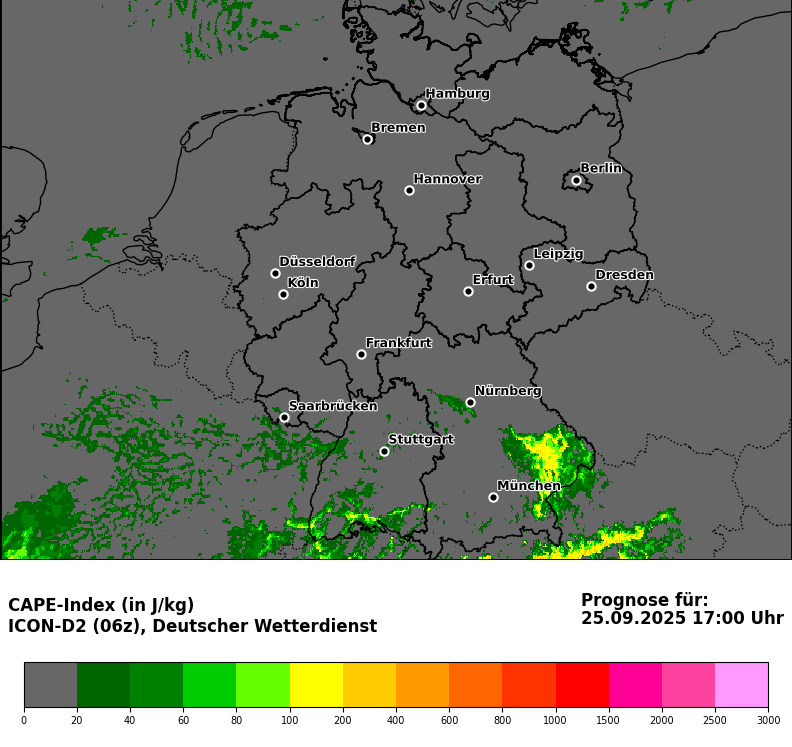 Hamburg
Bremen
Berlin
Hannover
Leipzig
Düsseldorf
Dresden
Köln
Erfurt
Frankfurt
Nürnberg
Saarbrücken
Stuttgart
München
CAPE-Index (in J/kg)
ICON-D2 (06z), Deutscher Wetterdienst
Prognose für:
25.09.2025 17:00 Uhr
0 20 40 60 80 100 200 400 600 800 1000 1500 2000 2500 3000